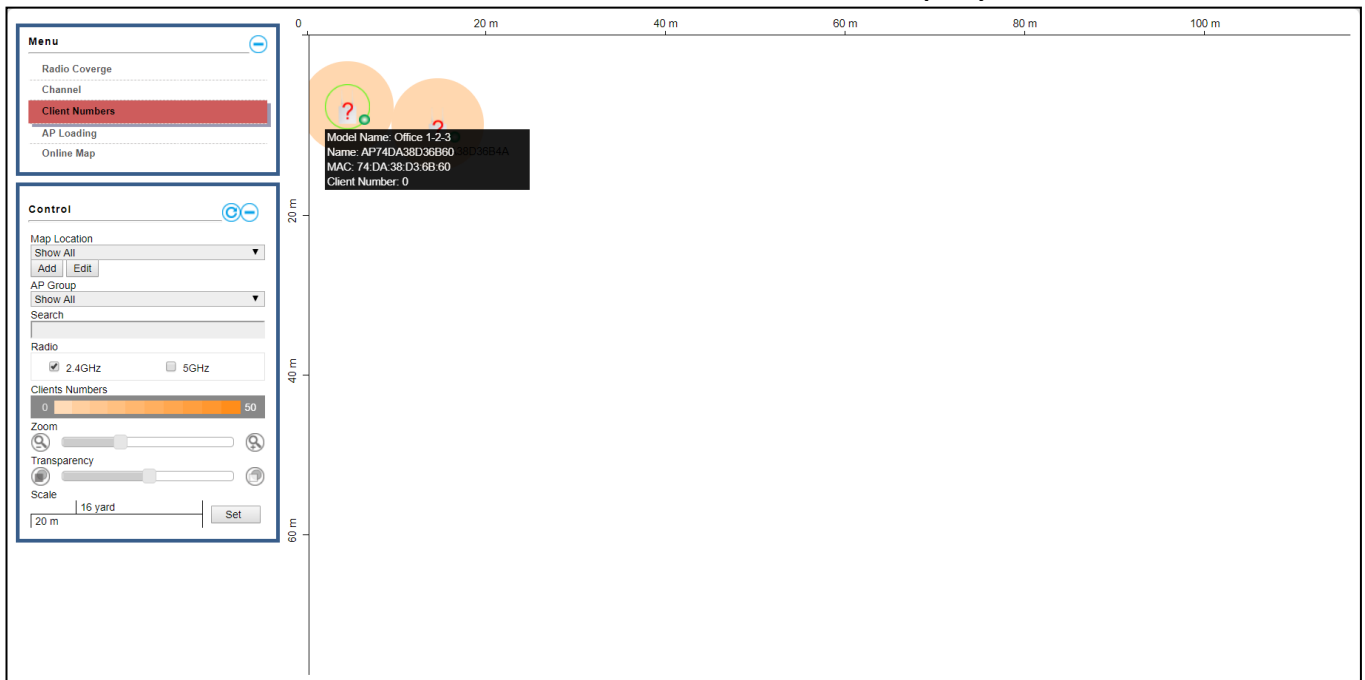 0 20 m 40 m 60 m 80 m 100 m
Menu
Radio Coverge
Channel
Client Numbers
AP Loading
Online Map
Control
Map Location
Show All
Add Edit
AP Group
Show All
Search
Radio
2.4GHz 5GHz
Clients Numbers
0 50
Zoom
Transparency
Scale
16 yard
20 m
Set
20 m
40 m
60 m
?
?
Model Name: Office 1-2-3
Name: AP74DA38D36B60 38D36B4A
MAC: 74:DA:38:D3:6B:60
Client Number: 0